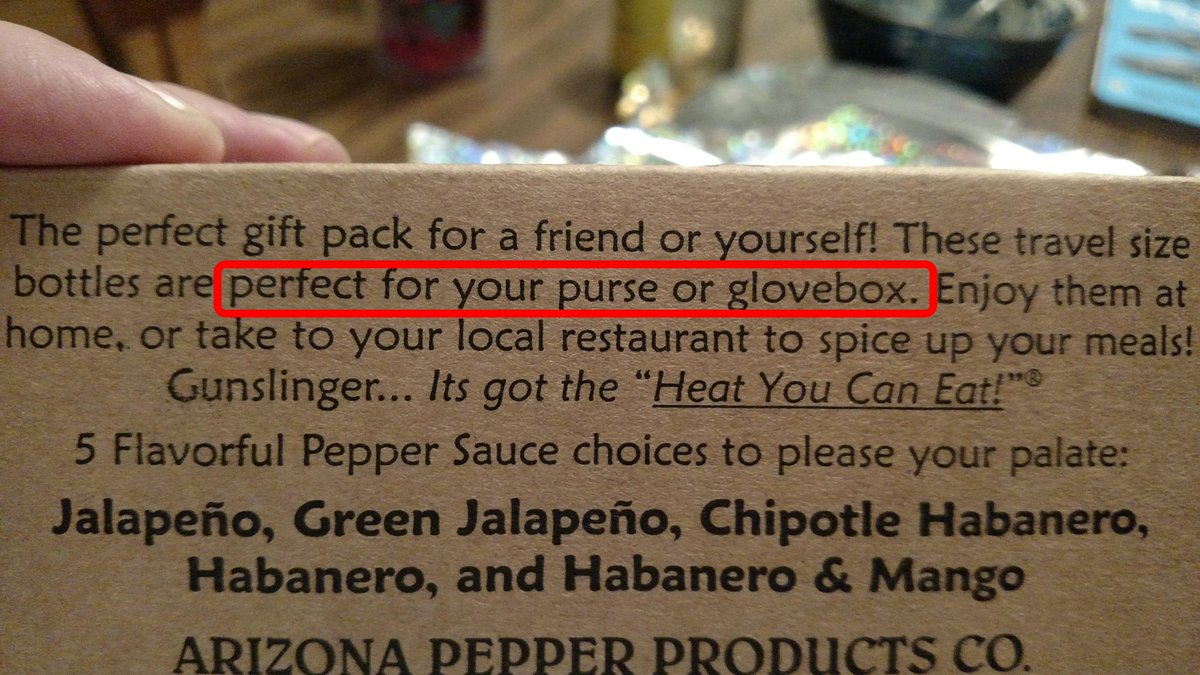 The perfect gift pack for a friend or yourself! These travel size
bottles are perfect for your purse or glovebox. Enjoy them at
home, or take to your local restaurant to spice up your meals!
Gunslinger... Its got the “Heat You Can Eat!”®
5 Flavorful Pepper Sauce choices to please your palate:
Jalapeño, Green Jalapeño, Chipotle Habanero,
Habanero, and Habanero & Mango
ARIZONA PEPPER PRODUCTS CO.